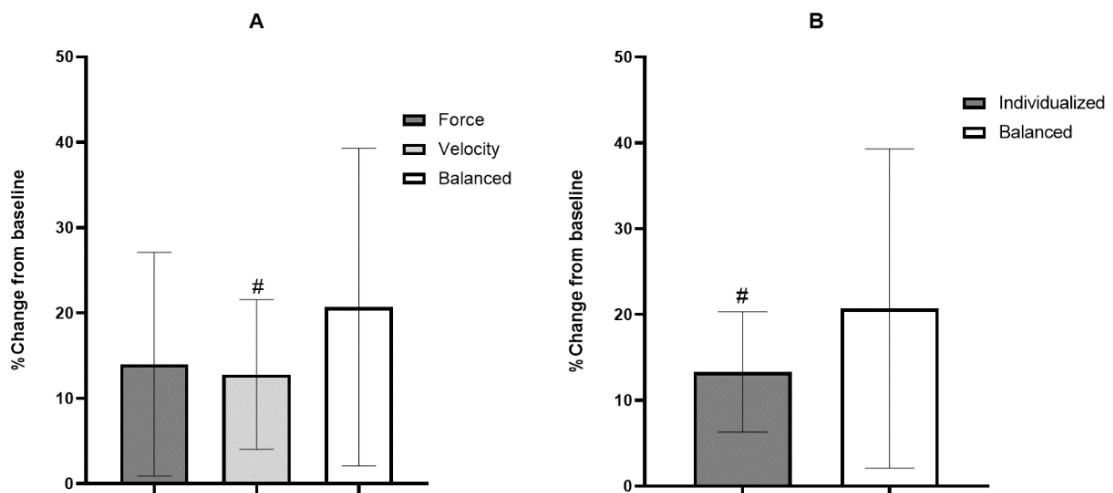 A
% Change from baseline
50
40
30
20
10
0
#
Force
Velocity
Balanced
B
% Change from baseline
50
40
30
20
10
0
#
Individualized
Balanced